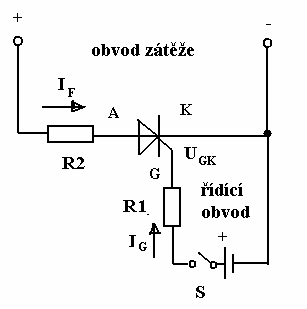 + -
obvod zátěže
I F
A K
R2
U GK
G
řídící
R1
obvod
+
I G
S